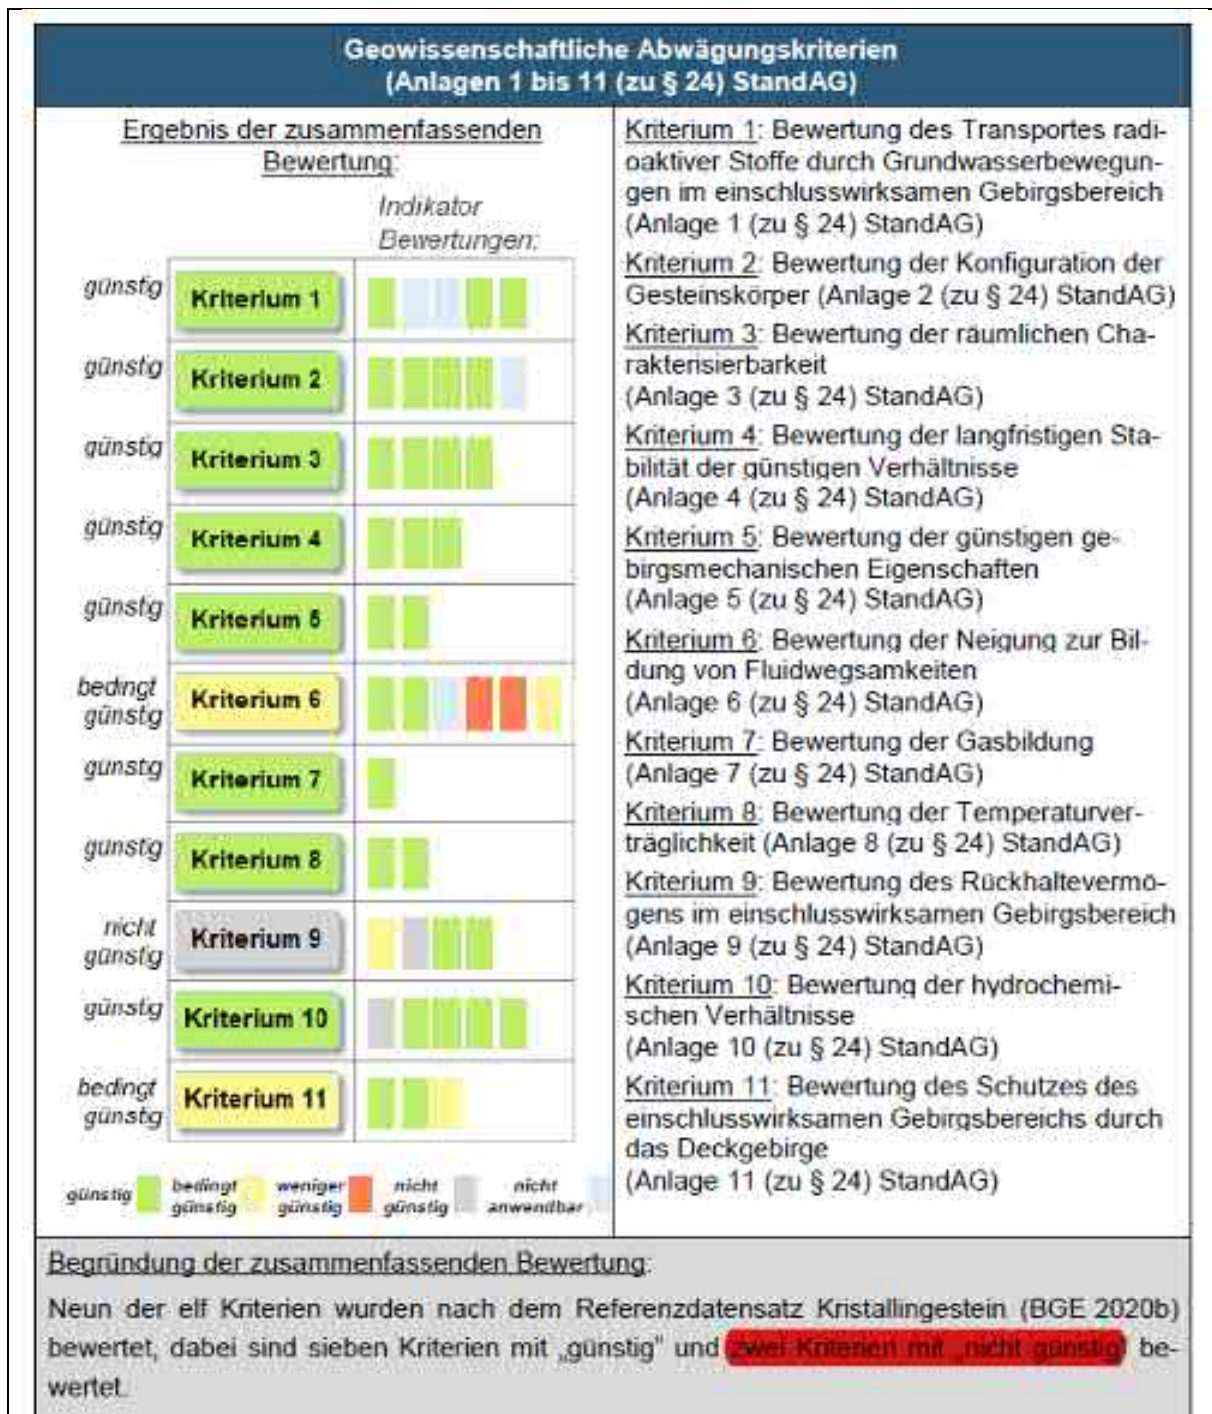 Geowissenschaftliche Abwägungskriterien
(Anlagen 1 bis 11 (zu § 24) StandAG)
Ergebnis der zusammenfassenden
Bewertung:
Indikator
Bewertungen:
günstig
Kriterium 1
günstig
Kriterium 2
günstig
Kriterium 3
günstig
Kriterium 4
günstig
Kriterium 5
bedingt
günstig
Kriterium 6
günstig
Kriterium 7
günstig
Kriterium 8
nicht
günstig
Kriterium 9
günstig
Kriterium 10
bedingt
günstig
Kriterium 11
günstig
bedingt
günstig
weniger
günstig
nicht
günstig
nicht
anwendbar
Kriterium 1: Bewertung des Transportes radi-
oaktiver Stoffe durch Grundwasserbewegun-
gen im einschlusswirksamen Gebirgsbereich
(Anlage 1 (zu § 24) StandAG)
Kriterium 2: Bewertung der Konfiguration der
Gesteinskörper (Anlage 2 (zu § 24) StandAG)
Kriterium 3: Bewertung der räumlichen Cha-
rakterisierbarkeit
(Anlage 3 (zu § 24) StandAG)
Kriterium 4: Bewertung der langfristigen Sta-
bilität der günstigen Verhältnisse
(Anlage 4 (zu § 24) StandAG)
Kriterium 5: Bewertung der günstigen ge-
birgsmechanischen Eigenschaften
(Anlage 5 (zu § 24) StandAG)
Kriterium 6: Bewertung der Neigung zur Bil-
dung von Fluidwegsamkeiten
(Anlage 6 (zu § 24) StandAG)
Kriterium 7: Bewertung der Gasbildung
(Anlage 7 (zu § 24) StandAG)
Kriterium 8: Bewertung der Temperaturver-
träglichkeit (Anlage 8 (zu § 24) StandAG)
Kriterium 9: Bewertung des Rückhaltevermö-
gens im einschlusswirksamen Gebirgsbereich
(Anlage 9 (zu § 24) StandAG)
Kriterium 10: Bewertung der hydrochemi-
schen Verhältnisse
(Anlage 10 (zu § 24) StandAG)
Kriterium 11: Bewertung des Schutzes des
einschlusswirksamen Gebirgsbereichs durch
das Deckgebirge
(Anlage 11 (zu § 24) StandAG)
Begründung der zusammenfassenden Bewertung:
Neun der elf Kriterien wurden nach dem Referenzdatensatz Kristallingestein (BGE 2020b)
bewertet, dabei sind sieben Kriterien mit „günstig" und zwei Kriterien mit „nicht günstig" be-
wertet.